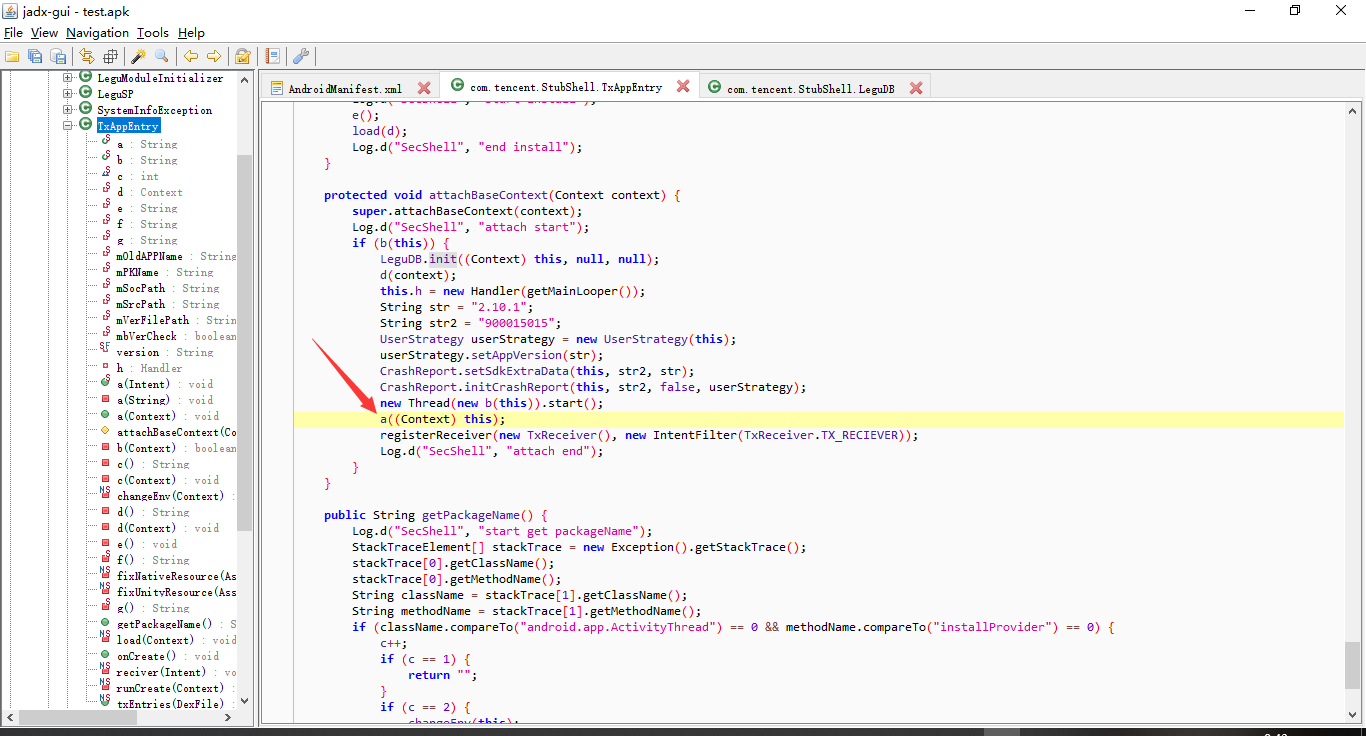 jadx-gui - test.apk
File View Navigation Tools Help
LeguModuleInitializer
LeguSP
SystemInfoException
TxAppEntry
a : String
b : String
c : int
d : Context
e : String
f : String
g : String
mOldAPPName : String
mPKName : String
mSocPath : String
mSrcPath : String
mVerFilePath : Strin
mbVerCheck : boolean
version : String
h : Handler
a(Intent) : void
a(String) : void
a(Context) : void
attachBaseContext(Co
b(Context) : boolean
c() : String
c(Context) : void
changeEnv(Context) :
d() : String
d(Context) : void
e() : void
f() : String
fixNativeResource(As
fixUnityResource(Ass
g() : String
getPackageName() : S
load(Context) : void
onCreate() : void
reciver(Intent) : vo
runCreate(Context) :
txEntries(DexFile) :
AndroidManifest.xml
com.tencent.StubShell.TxAppEntry
com.tencent.StubShell.LeguDB
e();
load(d);
Log.d("SecShell", "end install");
}
protected void attachBaseContext(Context context) {
super.attachBaseContext(context);
Log.d("SecShell", "attach start");
if (b(this)) {
LeguDB.init((Context) this, null, null);
d(context);
this.h = new Handler(getMainLooper());
String str = "2.10.1";
String str2 = "900015015";
UserStrategy userStrategy = new UserStrategy(this);
userStrategy.setAppVersion(str);
CrashReport.setSdkExtraData(this, str2, str);
CrashReport.initCrashReport(this, str2, false, userStrategy);
new Thread(new b(this)).start();
a((Context) this);
registerReceiver(new TxReceiver(), new IntentFilter(TxReceiver.TX_RECIEVER));
Log.d("SecShell", "attach end");
}
}
public String getPackageName() {
Log.d("SecShell", "start get packageName");
StackTraceElement[] stackTrace = new Exception().getStackTrace();
stackTrace[0].getClassName();
stackTrace[0].getMethodName();
String className = stackTrace[1].getClassName();
String methodName = stackTrace[1].getMethodName();
if (className.compareTo("android.app.ActivityThread") == 0 && methodName.compareTo("installProvider") == 0) {
c++;
if (c == 1) {
return "";
}
if (c == 2) {
changeEnv(this);